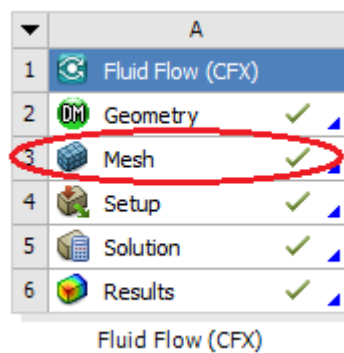 A
1 Fluid Flow (CFX)
2 DM Geometry
3 Mesh
4 Setup
5 Solution
6 Results
Fluid Flow (CFX)